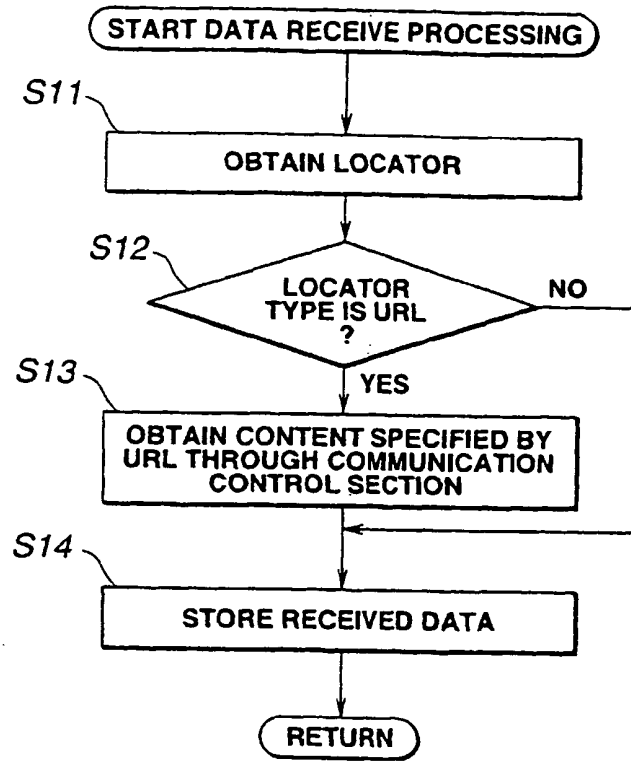 START DATA RECEIVE PROCESSING
S11
OBTAIN LOCATOR
S12
LOCATOR
TYPE IS URL
?
NO
YES
S13
OBTAIN CONTENT SPECIFIED BY
URL THROUGH COMMUNICATION
CONTROL SECTION
S14
STORE RECEIVED DATA
RETURN